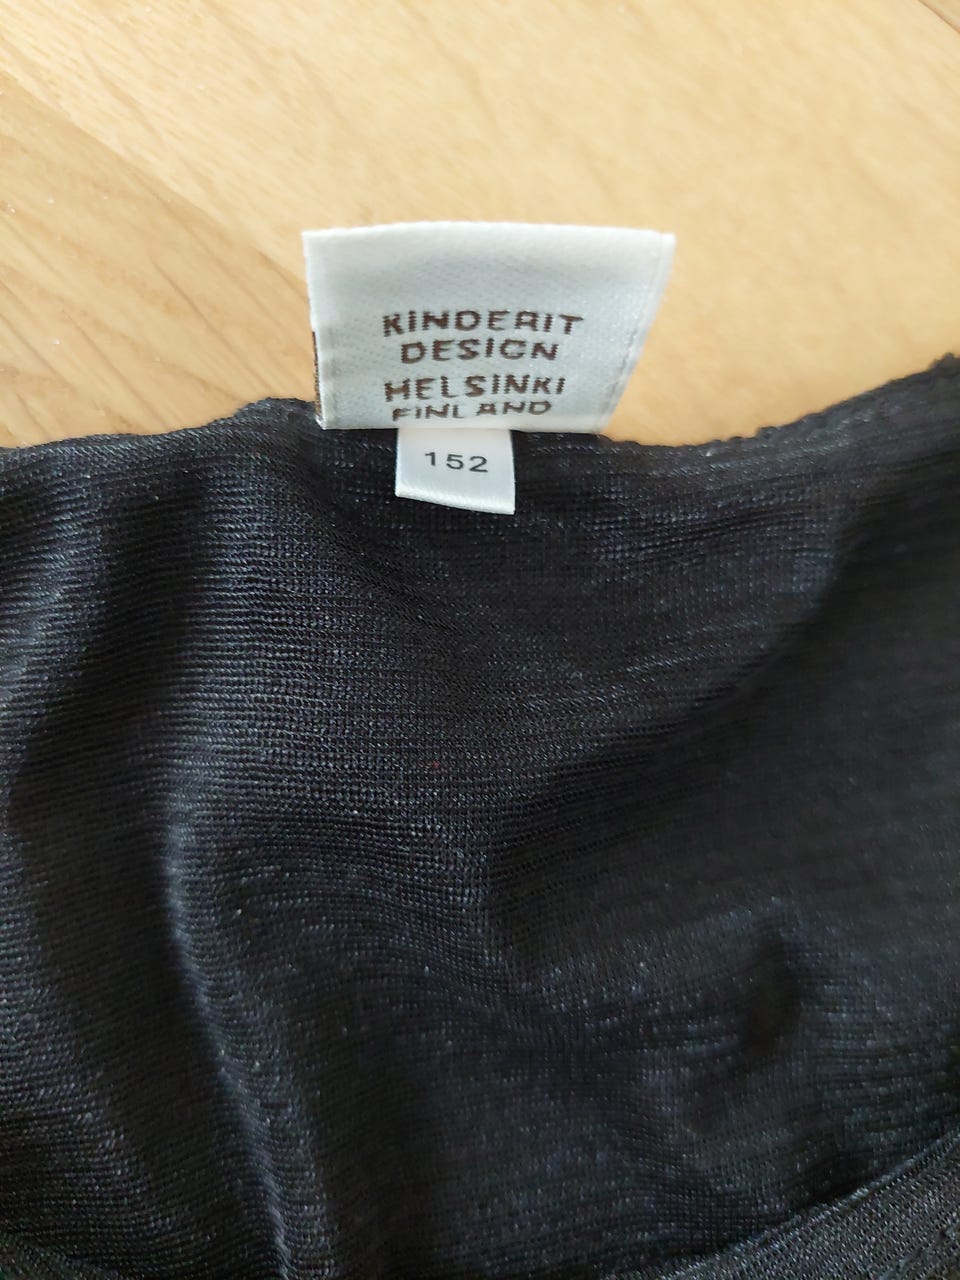 KINDERIT
DESIGN
HELSINKI
FINLAND
152